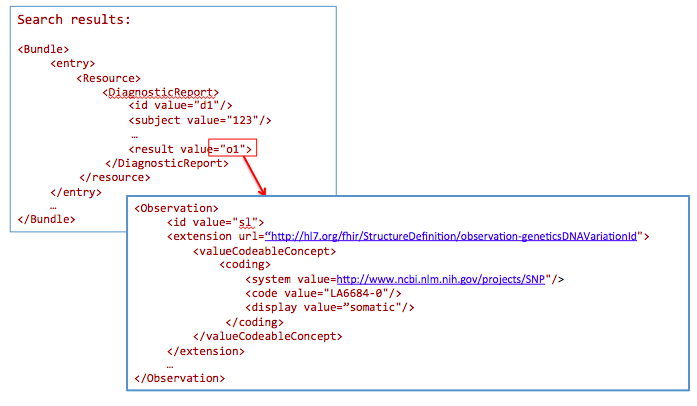 Search results:
<Bundle>
<entry>
<Resource>
<DiagnosticReport>
<id value="d1"/>
<subject value="123"/>
…
<result value="o1">
</DiagnosticReport>
</resource>
</entry>
…
</Bundle>
<Observation>
<id value="sl">
<extension url=“http://hl7.org/fhir/StructureDefinition/observation-geneticsDNAVariationId”>
<valueCodeableConcept>
<coding>
<system value=http://www.ncbi.nlm.nih.gov/projects/SNP"/>
<code value="LA6684-0"/>
<display value=”somatic"/>
</coding>
</valueCodeableConcept>
</extension>
…
</Observation>